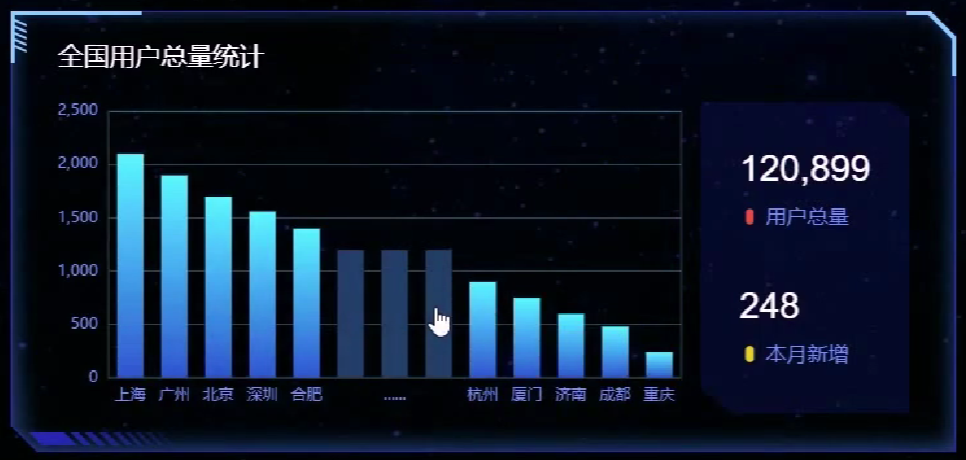 全国用户总量统计
2,500
2,000
1,500
1,000
500
0
上海 广州 北京 深圳 合肥 ...... 杭州 厦门 济南 成都 重庆
120,899
用户总量
248
本月新增